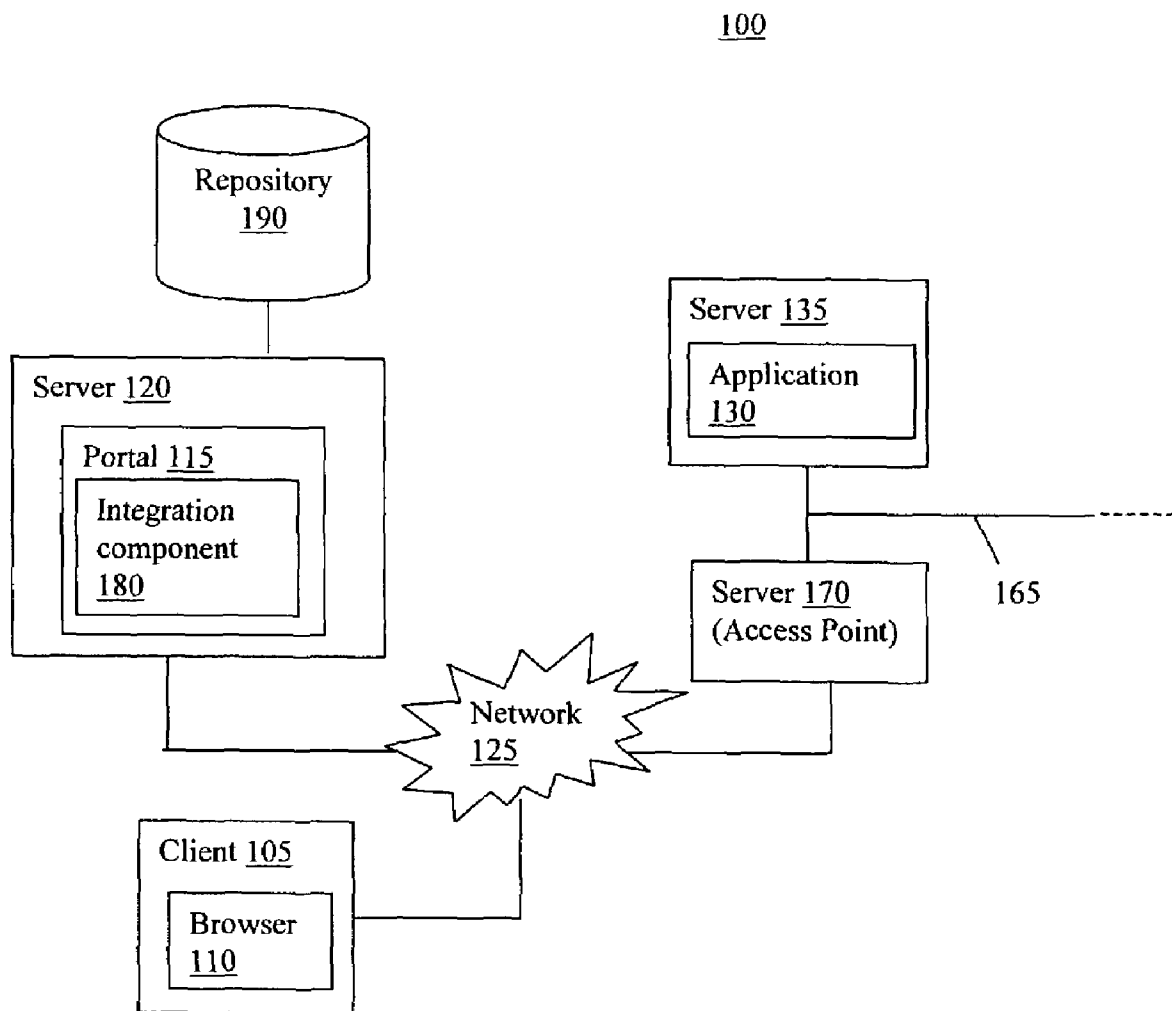 100
Repository
190
Server 135
Application
130
Server 120
Portal 115
Integration
component
180
165
Server 170
(Access Point)
Network
125
Client 105
Browser
110